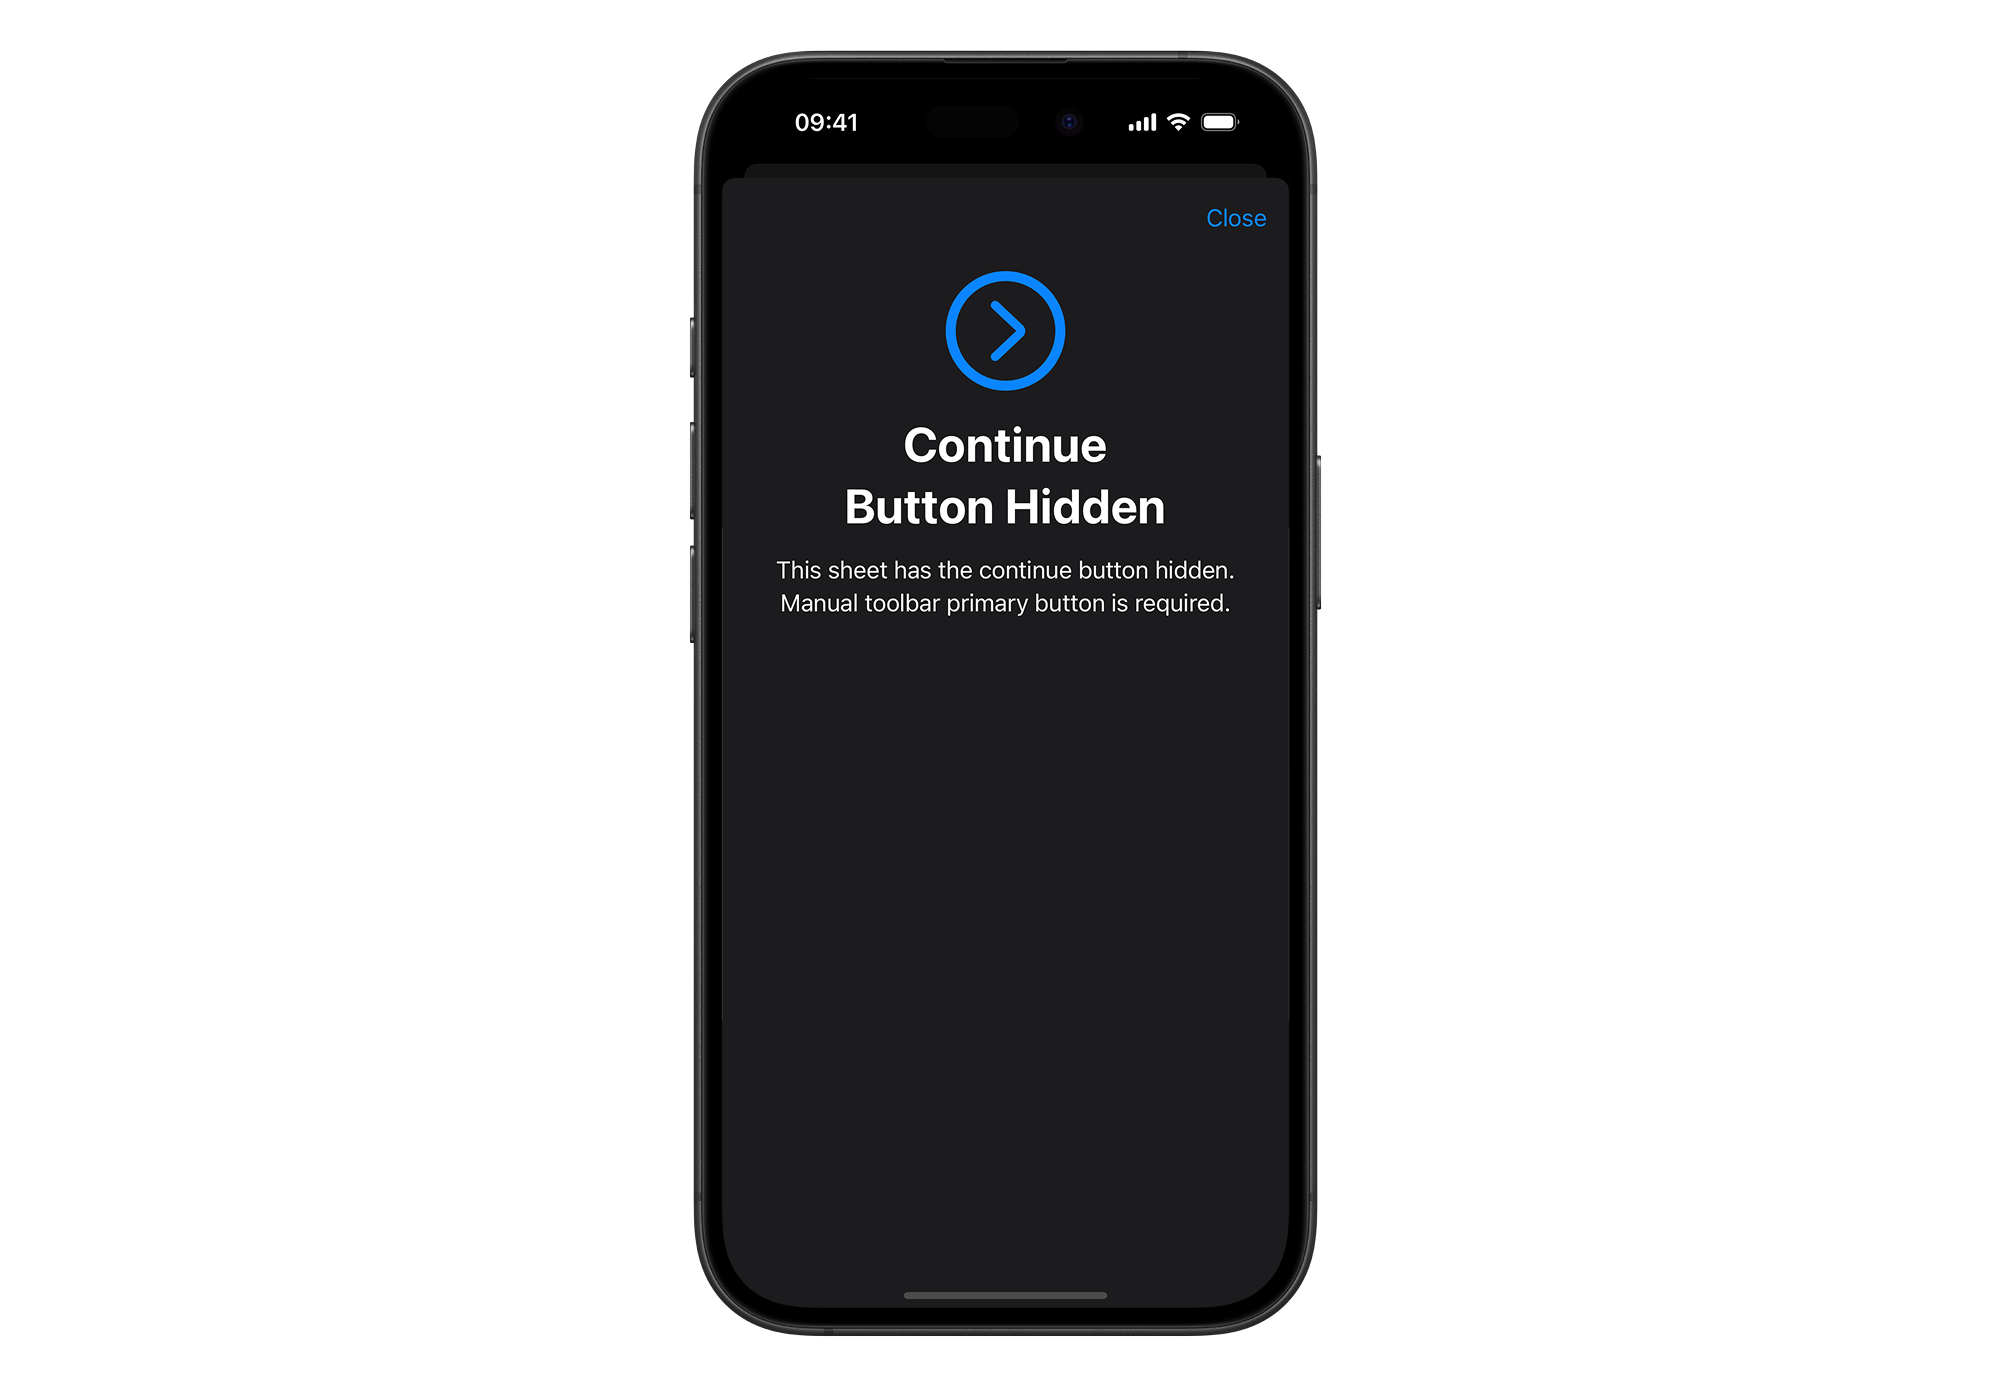 09:41
Close
Continue
Button Hidden
This sheet has the continue button hidden.
Manual toolbar primary button is required.